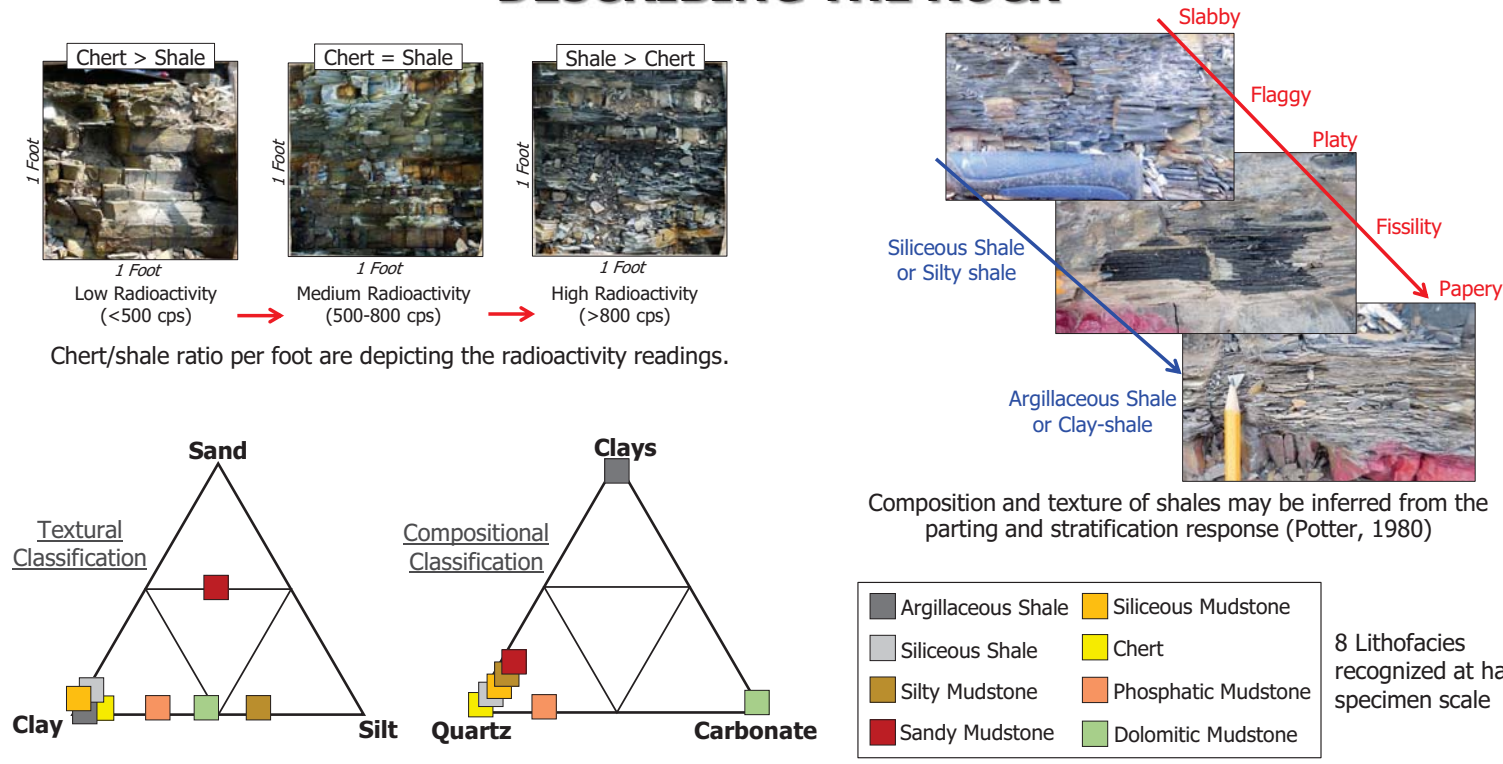 Chert > Shale
Chert = Shale
Shale > Chert
1 Foot
1 Foot
1 Foot
1 Foot
1 Foot
1 Foot
Low Radioactivity
(<500 cps)
Medium Radioactivity
(500-800 cps)
High Radioactivity
(>800 cps)
Chert/shale ratio per foot are depicting the radioactivity readings.
Slabby
Flaggy
Platy
Fissility
Papery
Siliceous Shale
or Silty shale
Argillaceous Shale
or Clay-shale
Composition and texture of shales may be inferred from the
parting and stratification response (Potter, 1980)
Textural
Classification
Sand
Clay
Silt
Compositional
Classification
Clays
Quartz
Carbonate
Argillaceous Shale
Siliceous Shale
Silty Mudstone
Sandy Mudstone
Siliceous Mudstone
Chert
Phosphatic Mudstone
Dolomitic Mudstone
8 Lithofacies
recognized at ha
specimen scale